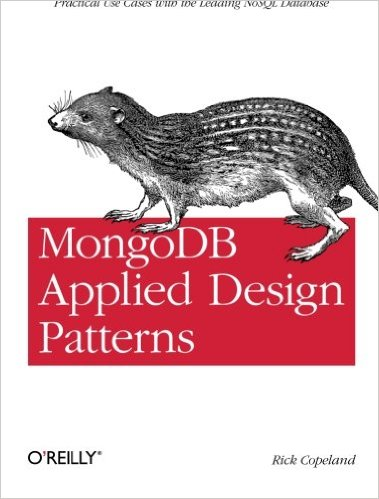 Practical Use Cases with the Leading NoSQL Database
MongoDB
Applied Design
Patterns
O'REILLY®
Rick Copeland